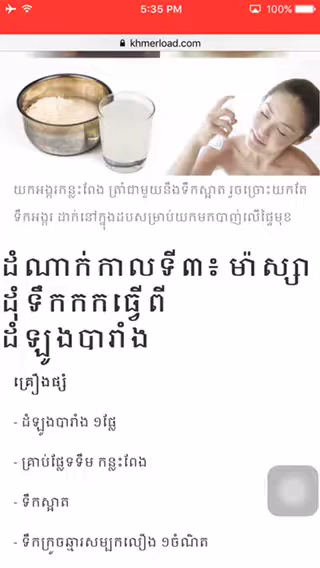 5:35 PM
100%
khmerload.com
យកអង្ករកន្លះពែង ត្រាំជាមួយនឹងទឹកស្អាត រួចច្រោះយកតែ
ទឹកអង្ករ ដាក់នៅក្នុងដបសម្រាប់យកមកបាញ់លើផ្ទៃមុខ
ដំណាក់កាលទី៣៖ ម៉ាស្សា
ដុំទឹកកកធ្វើពី
ដំឡូងបារាំង
គ្រឿងផ្សំ
- ដំឡូងបារាំង ១ផ្លែ
- គ្រាប់ផ្លែទទឹម កន្លះពែង
- ទឹកស្អាត
- ទឹកក្រូចឆ្មារសម្បកលឿង ១ចំណិត